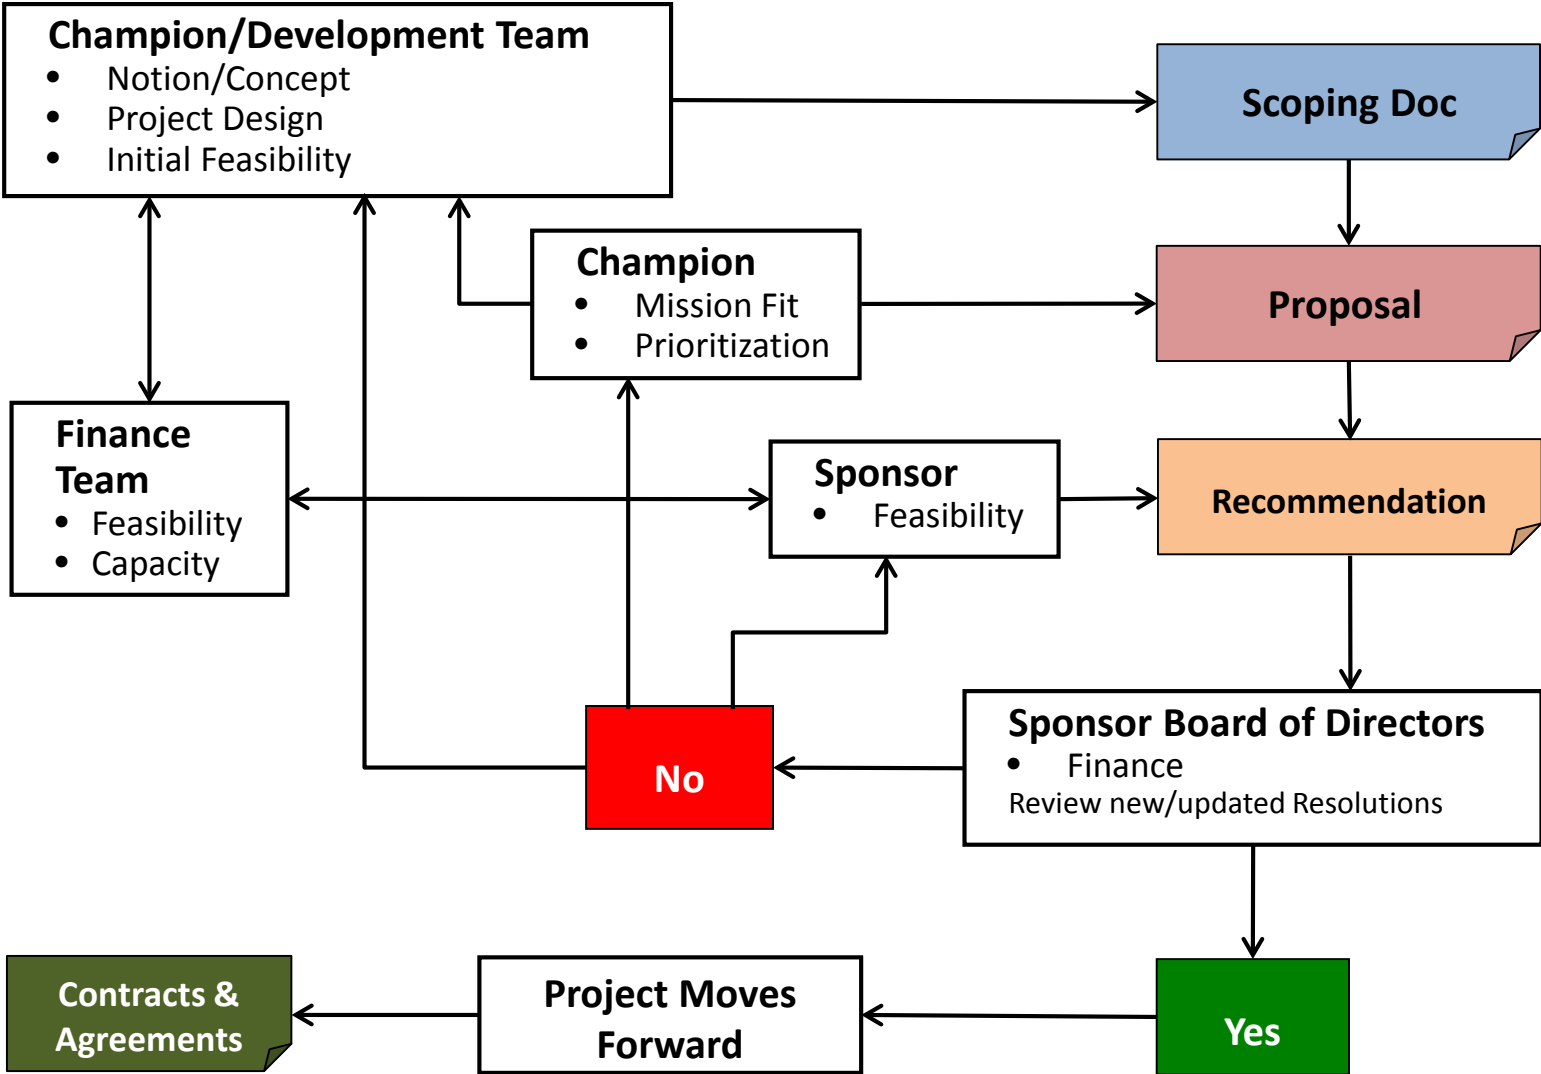 Champion/Development Team
• Notion/Concept
• Project Design
• Initial Feasibility
Scoping Doc
Champion
• Mission Fit
• Prioritization
Proposal
Finance
Team
• Feasibility
• Capacity
Sponsor
• Feasibility
Recommendation
No
Sponsor Board of Directors
• Finance
Review new/updated Resolutions
Contracts &
Agreements
Project Moves
Forward
Yes